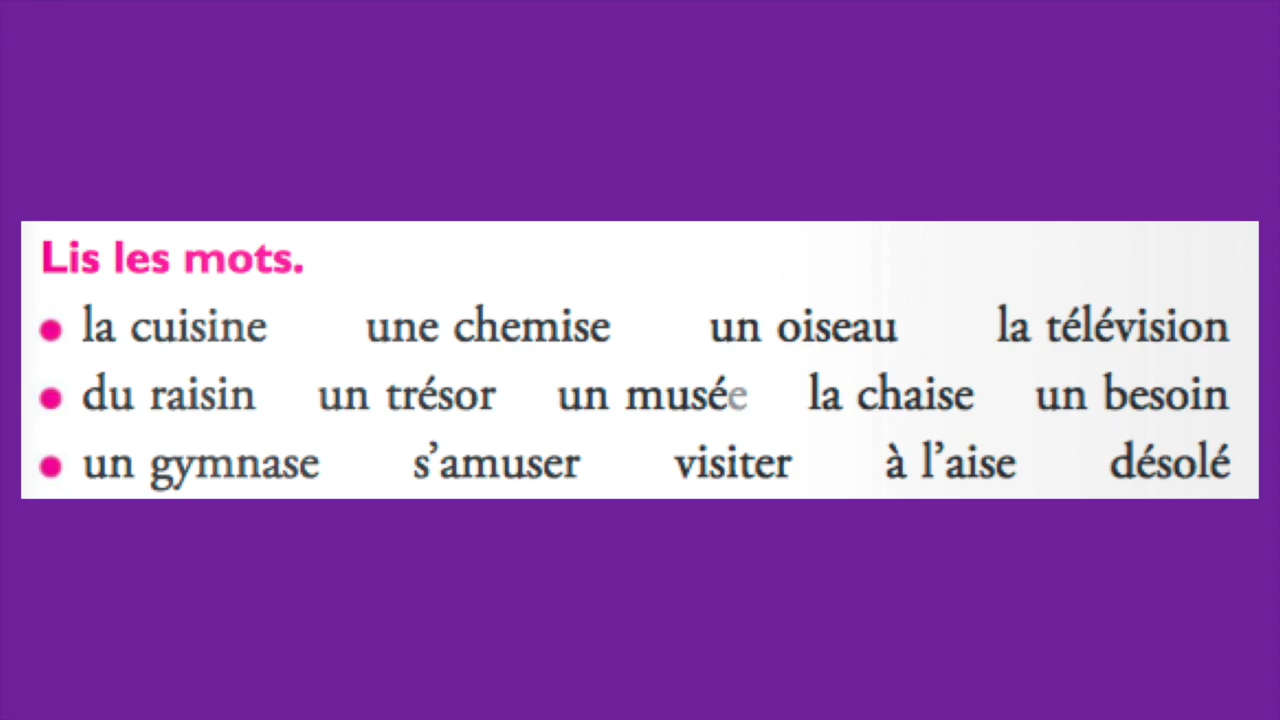 Lis les mots.
• la cuisine une chemise un oiseau la télévision
• du raisin un trésor un musée la chaise un besoin
• un gymnase s’amuser visiter à l’aise désolé